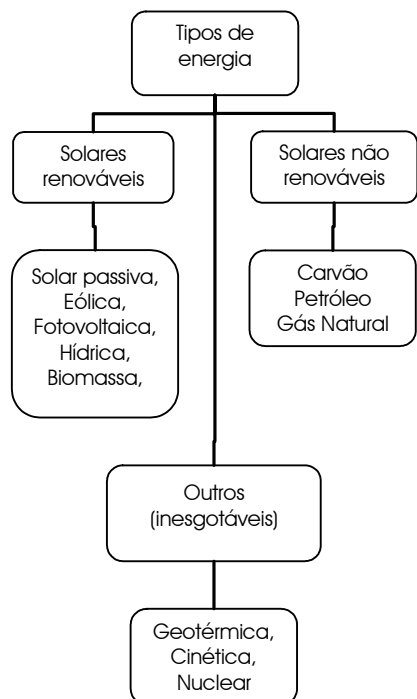 Tipos de
energia
Solares
renováveis
Solares não
renováveis
Solar passiva,
Eólica,
Fotovoltaica,
Hídrica,
Biomassa,
Carvão
Petróleo
Gás Natural
Outros
(inesgotáveis)
Geotérmica,
Cinética,
Nuclear